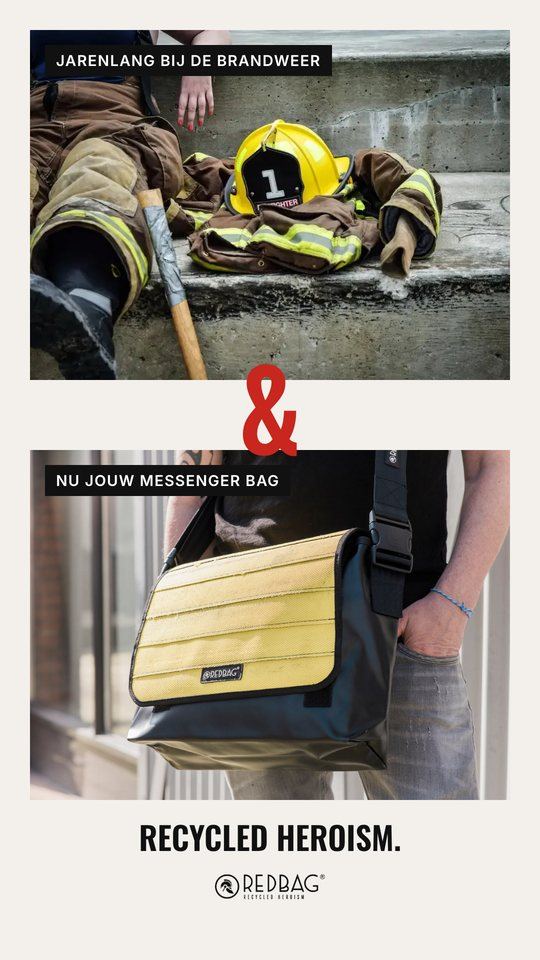 JARENLANG BIJ DE BRANDWEER
1
&
NU JOUW MESSENGER BAG
REDBAG®
RECYCLED HEROISM.
REDBAG®
RECYCLED HEROISM